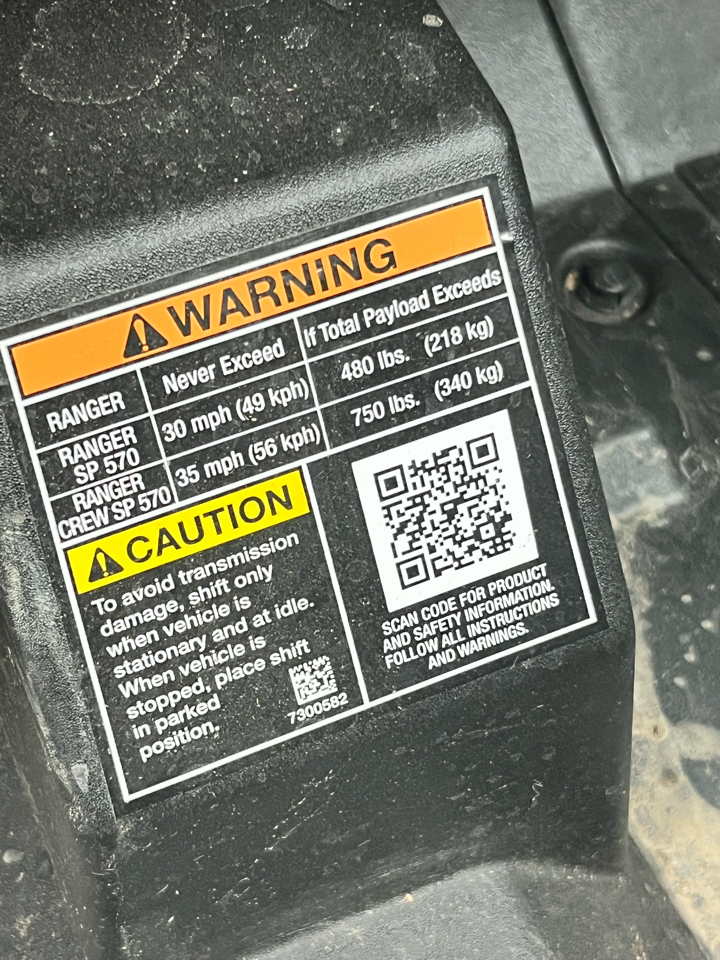 WARNING
RANGER Never Exceed If Total Payload Exceeds
RANGER SP 570 30 mph (49 kph) 480 lbs. (218 kg)
RANGER CREW SP 570 35 mph (56 kph) 750 lbs. (340 kg)
CAUTION
To avoid transmission
damage, shift only
when vehicle is
stationary and at idle.
When vehicle is
stopped, place shift
in parked
position.
7300582
SCAN CODE FOR PRODUCT
AND SAFETY INFORMATION.
FOLLOW ALL INSTRUCTIONS
AND WARNINGS.